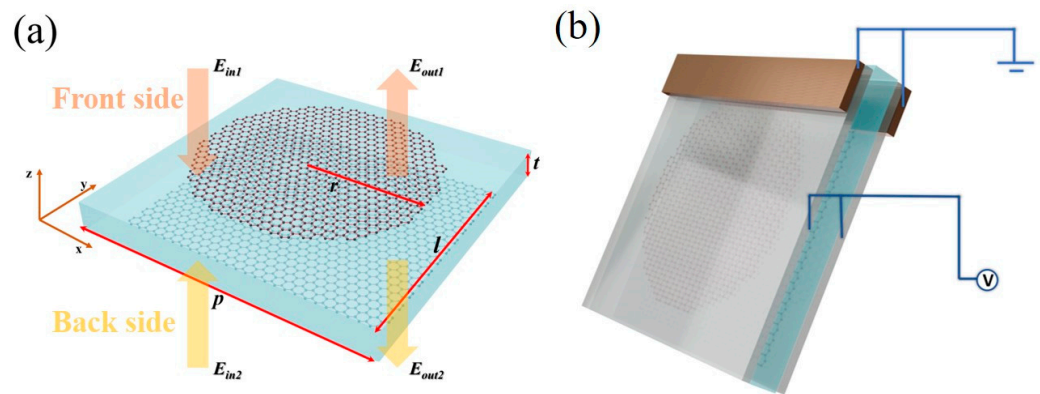 (a)
E_in1
E_out1
Front side
t
r
z
y
x
l
p
Back side
E_in2
E_out2
(b)
V